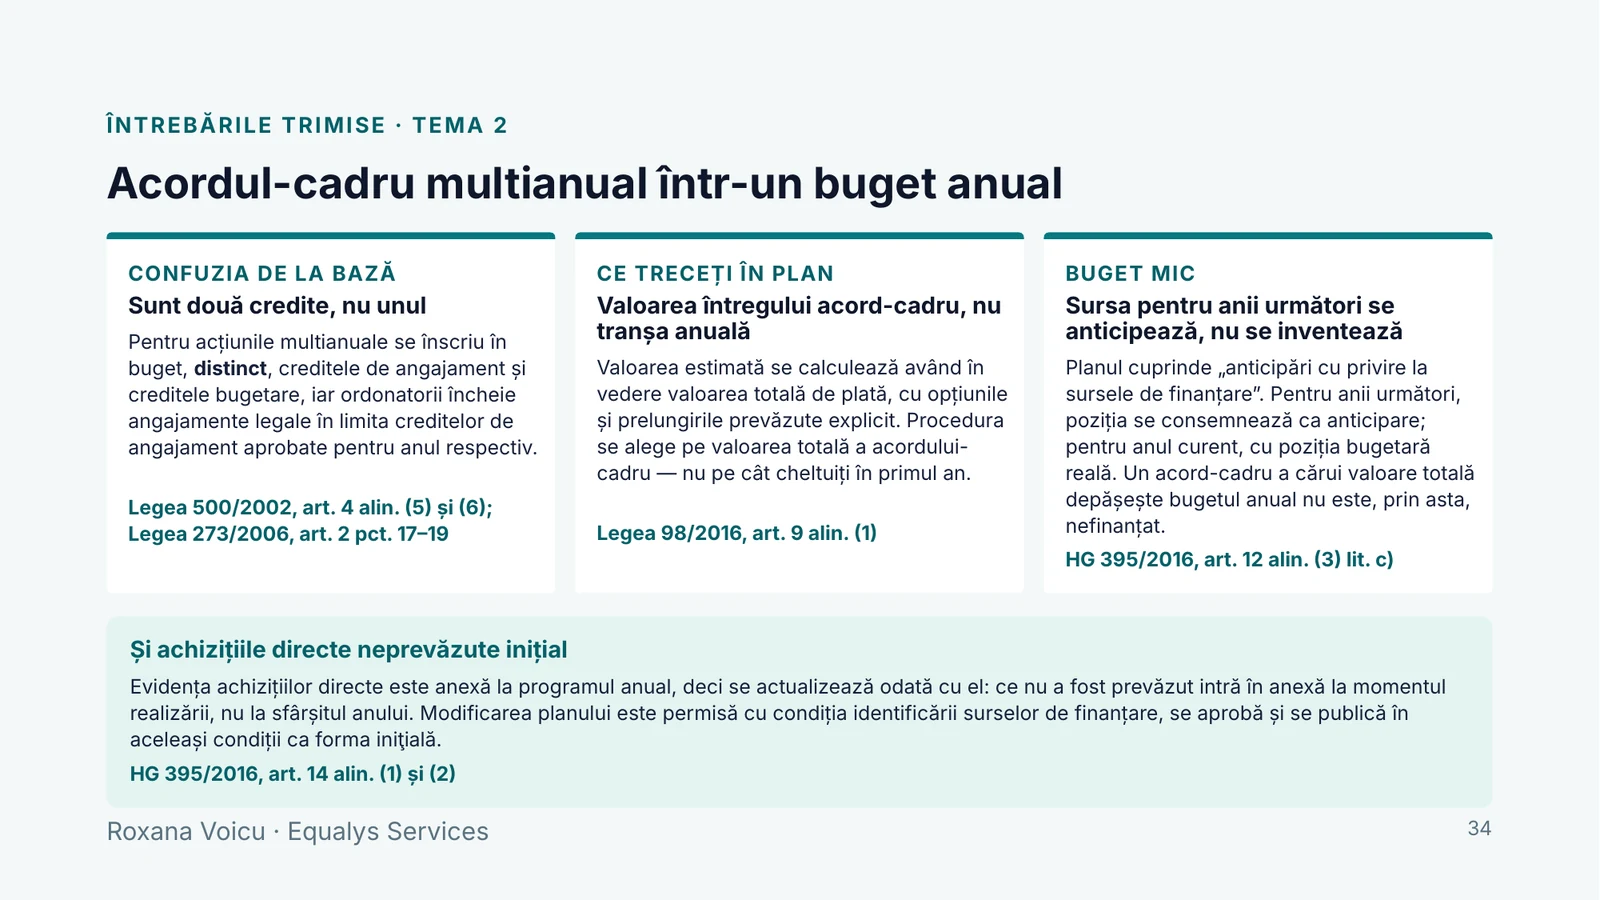 ÎNTREBĂRILE TRIMISE · TEMA 2
Acordul-cadru multianual într-un buget anual
CONFUZIA DE LA BAZĂ
Sunt două credite, nu unul
Pentru acțiunile multianuale se înscriu în
buget, distinct, creditele de angajament și
creditele bugetare, iar ordonatorii încheie
angajamente legale în limita creditelor de
angajament aprobate pentru anul respectiv.
Legea 500/2002, art. 4 alin. (5) și (6);
Legea 273/2006, art. 2 pct. 17–19
CE TRECEȚI ÎN PLAN
Valoarea întregului acord-cadru, nu
tranșa anuală
Valoarea estimată se calculează având în
vedere valoarea totală de plată, cu opțiunile
și prelungirile prevăzute explicit. Procedura
se alege pe valoarea totală a acordului-
cadru — nu pe cât cheltuiți în primul an.
Legea 98/2016, art. 9 alin. (1)
BUGET MIC
Sursa pentru anii următori se
anticipează, nu se inventează
Planul cuprinde „anticipări cu privire la
sursele de finanțare”. Pentru anii următori,
poziția se consemnează ca anticipare;
pentru anul curent, cu poziția bugetară
reală. Un acord-cadru a cărui valoare totală
depășește bugetul anual nu este, prin asta,
nefinanțat.
HG 395/2016, art. 12 alin. (3) lit. c)
Și achizițiile directe neprevăzute inițial
Evidența achizițiilor directe este anexă la programul anual, deci se actualizează odată cu el: ce nu a fost prevăzut intră în anexă la momentul
realizării, nu la sfârșitul anului. Modificarea planului este permisă cu condiția identificării surselor de finanțare, se aprobă și se publică în
aceleași condiții ca forma iniţială.
HG 395/2016, art. 14 alin. (1) și (2)
Roxana Voicu · Equalys Services
34